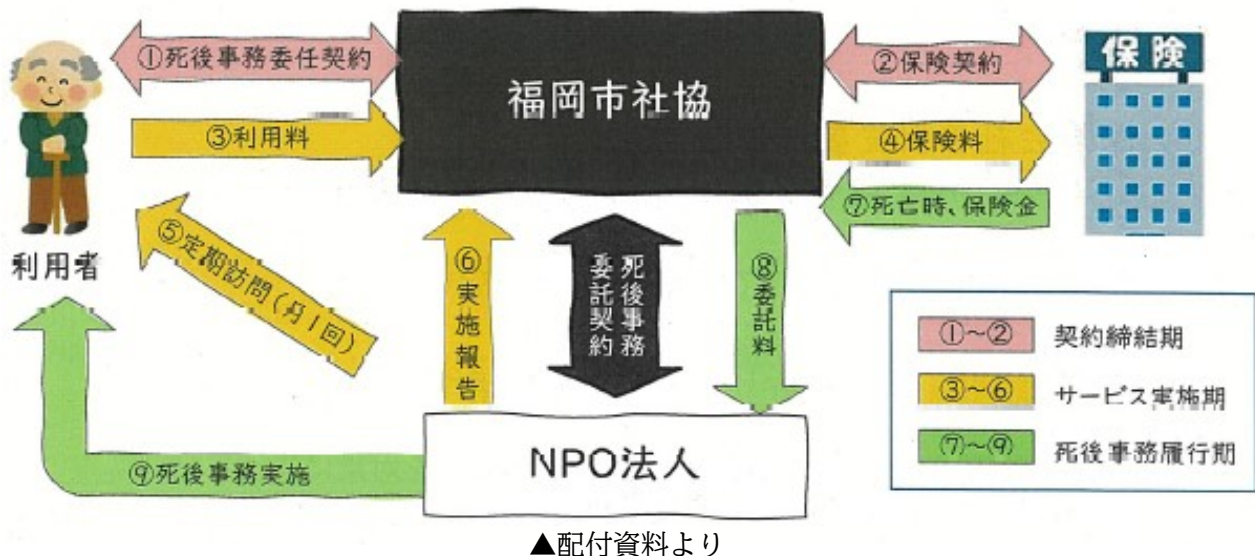 ①死後事務委任契約
福岡市社協
②保険契約
保険
③利用料
④保険料
⑦死亡時、保険金
利用者
⑤定期訪問(月1回)
⑥実施報告
死後事務
委託契約
⑧委託料
①～② 契約締結期
③～⑥ サービス実施期
⑦～⑨ 死後事務履行期
⑨死後事務実施
NPO法人
▲配付資料より